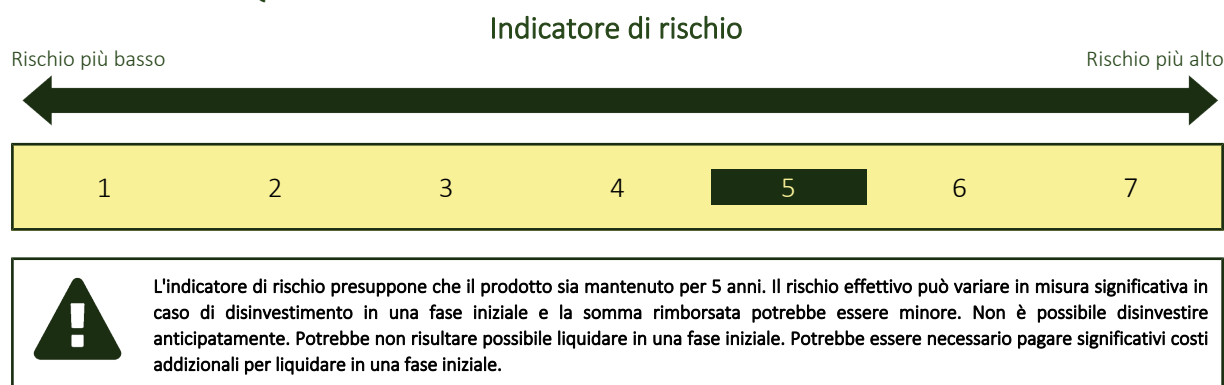 Indicatore di rischio
Rischio più basso
Rischio più alto
1 2 3 4 5 6 7
L'indicatore di rischio presuppone che il prodotto sia mantenuto per 5 anni. Il rischio effettivo può variare in misura significativa in
caso di disinvestimento in una fase iniziale e la somma rimborsata potrebbe essere minore. Non è possibile disinvestire
anticipatamente. Potrebbe non risultare possibile liquidare in una fase iniziale. Potrebbe essere necessario pagare significativi costi
addizionali per liquidare in una fase iniziale.